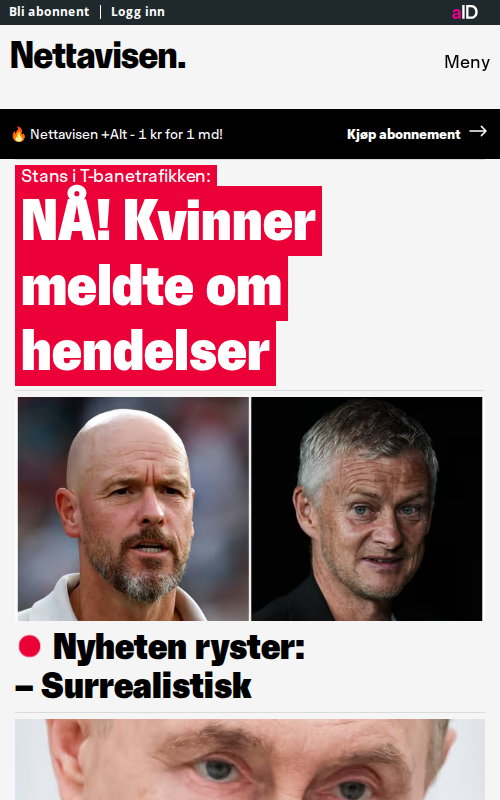 Bli abonnent
Logg inn
aID
Nettavisen.
Meny
🔥 Nettavisen +Alt - 1 kr for 1 md!
Kjøp abonnement →
Stans i T-banetrafikken:
NÅ! Kvinner
meldte om
hendelser
Nyheten ryster:
– Surrealistisk